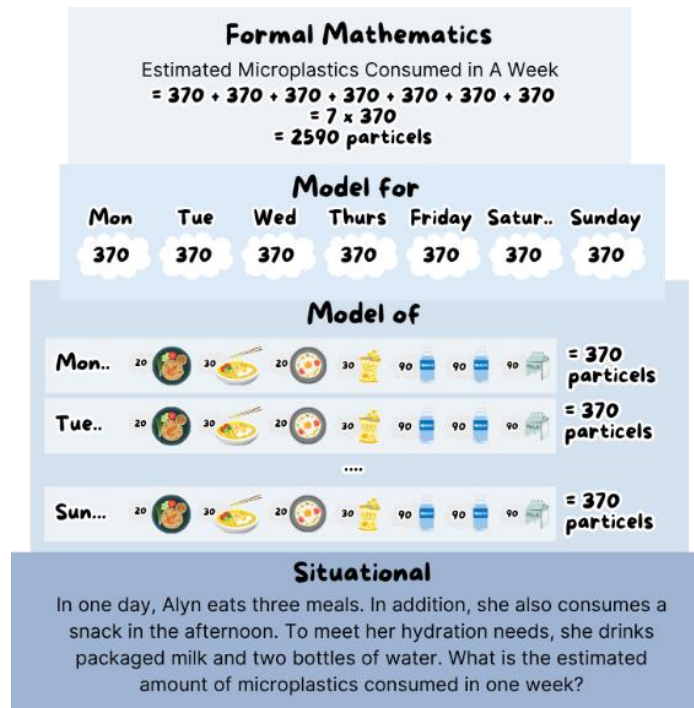 Formal Mathematics
Estimated Microplastics Consumed in A Week
= 370 + 370 + 370 + 370 + 370 + 370 + 370
= 7 x 370
= 2590 particels
Model for
Mon Tue Wed Thurs Friday Satur.. Sunday
370 370 370 370 370 370 370
Model of
Mon.. 20 30 20 30 90 90 90 = 370
particels
Tue.. 20 30 20 30 90 90 90 = 370
particels
....
Sun... 20 30 20 30 90 90 90 = 370
particels
Situational
In one day, Alyn eats three meals. In addition, she also consumes a
snack in the afternoon. To meet her hydration needs, she drinks
packaged milk and two bottles of water. What is the estimated
amount of microplastics consumed in one week?